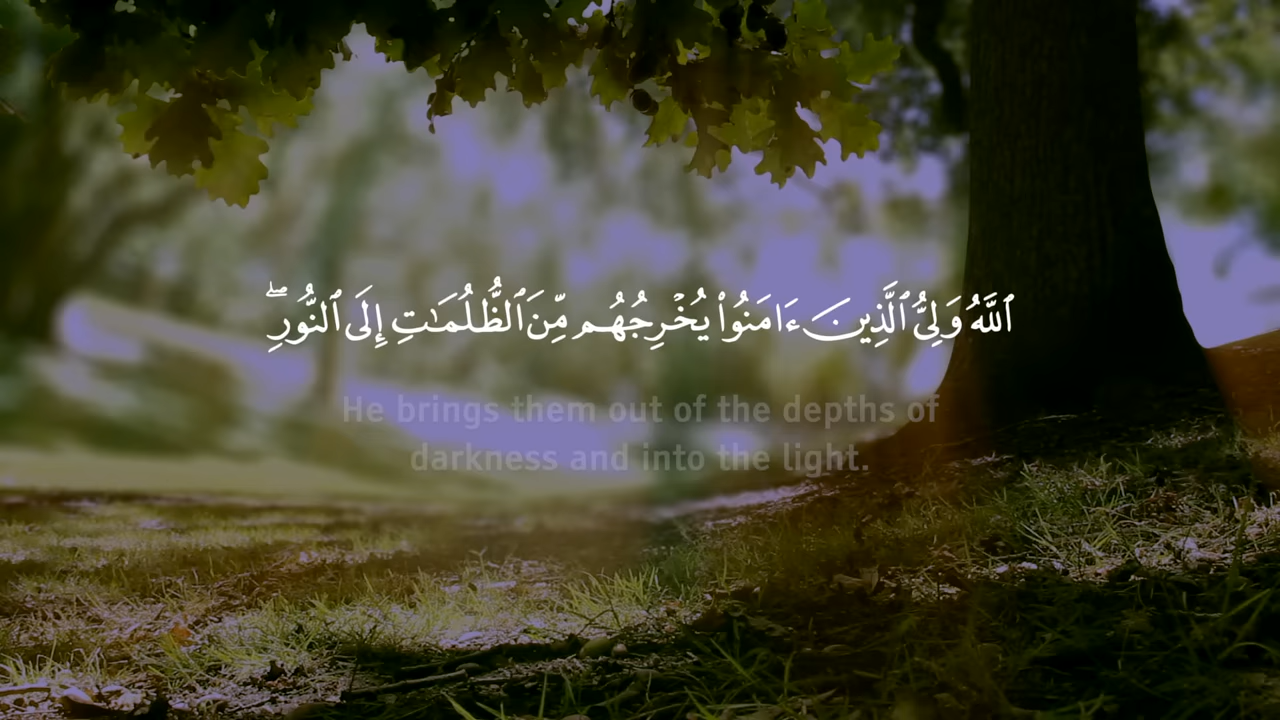 ٱللَّهُ وَلِىُّ ٱلَّذِينَ ءَامَنُوا۟ يُخْرِجُهُم مِّنَ ٱلظُّلُمَـٰتِ إِلَى ٱلنُّورِ ۖ
He brings them out of the depths of
darkness and into the light.